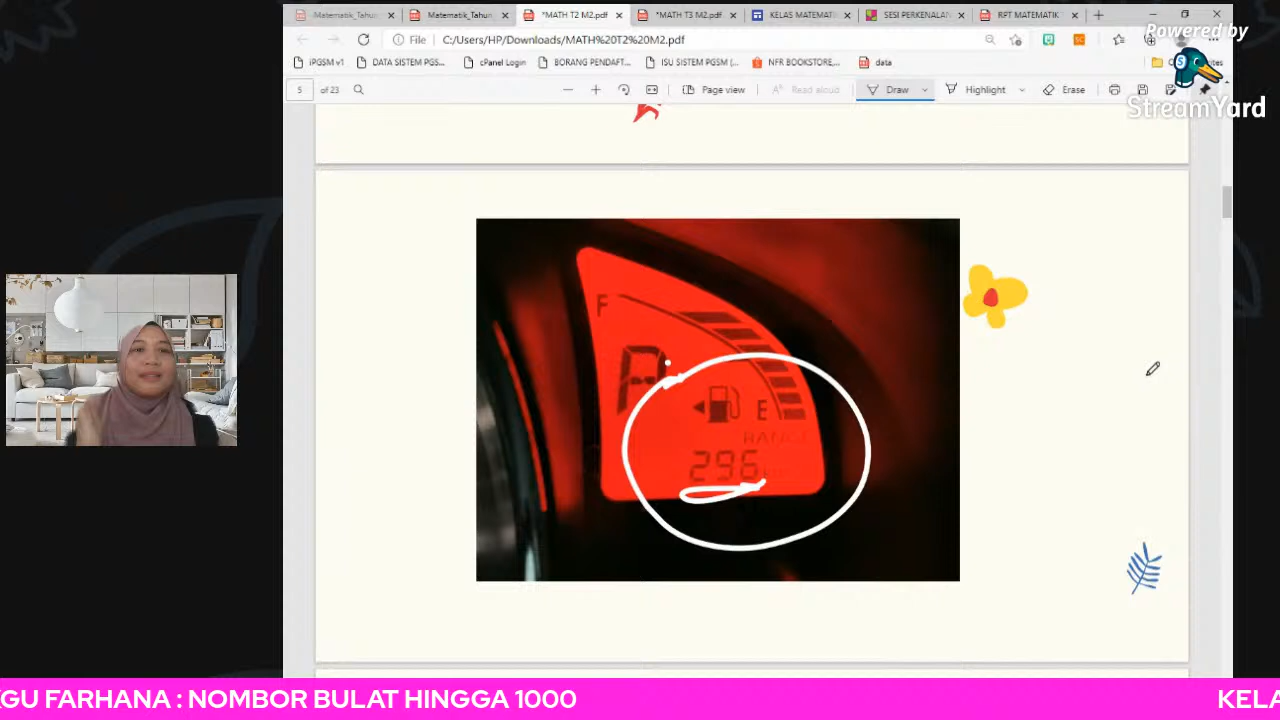 Matematik_Tahun
Matematik_Tahun
*MATH T2 M2.pdf
*MATH T3 M2.pdf
KELAS MATEMATI
SESI PERKENALAN
RPT MATEMATIK
File
C:/Users/HP/Downloads/MATH%20T2%20M2.pdf
Powered by
iPGSM v1
DATA SISTEM PGS...
cPanel Login
BORANG PENDAFT...
ISU SISTEM PGSM (...
NFR BOOKSTORE,...
data
5
of 23
Page view
Read aloud
Draw
Highlight
Erase
StreamYard
F
P
E
RANGE
296 km
KGU FARHANA : NOMBOR BULAT HINGGA 1000
KELA